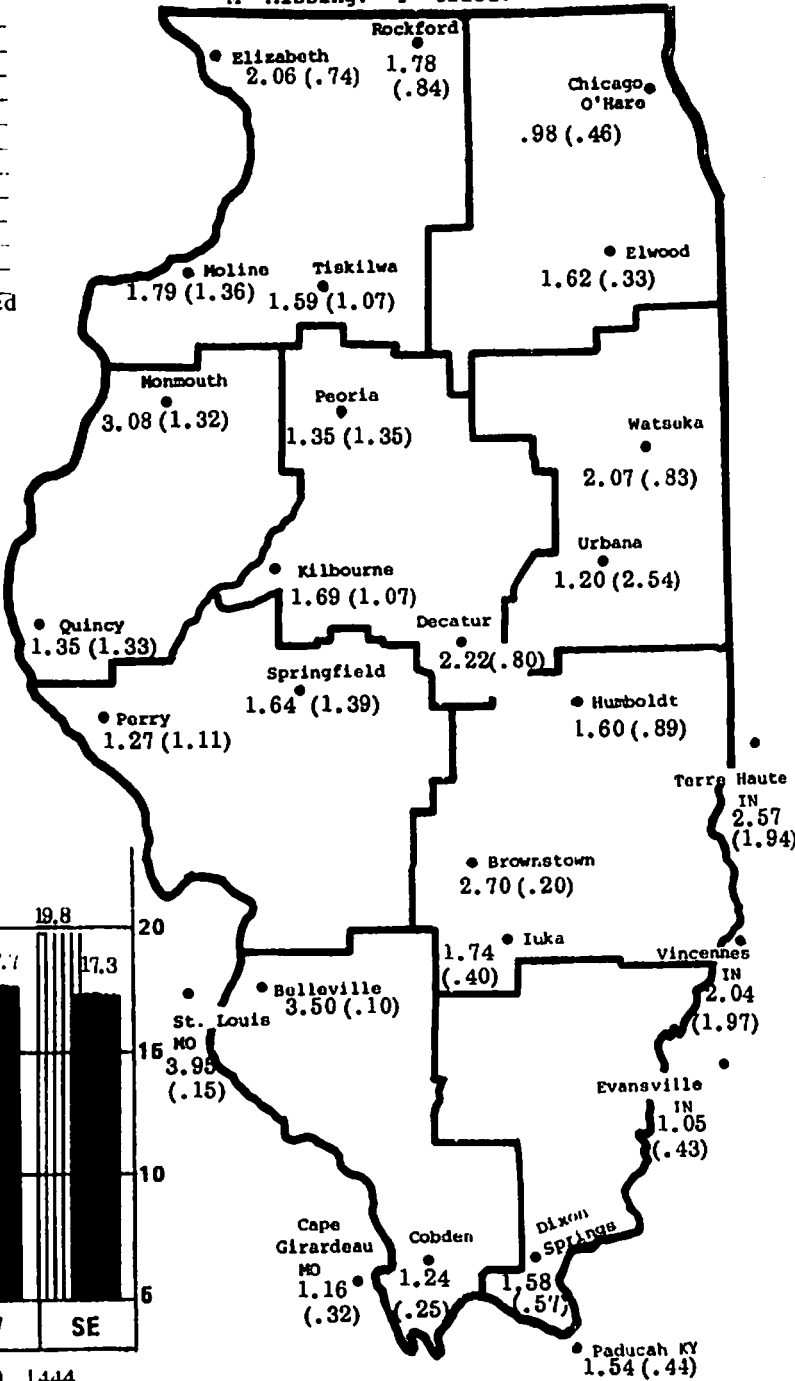 Rockford
1.78
(.84)
Elizabeth
2.06 (.74)
Chicago
O'Hare
.98 (.46)
Elwood
1.62 (.33)
Moline
1.79 (1.36)
Tiskilwa
1.59 (1.07)
Monmouth
3.08 (1.32)
Peoria
1.35 (1.35)
Watseka
2.07 (.83)
Urbana
1.20 (2.54)
Kilbourne
1.69 (1.07)
Quincy
1.35 (1.33)
Decatur
2.22(.80)
Springfield
1.64 (1.39)
Perry
1.27 (1.11)
Humboldt
1.60 (.89)
Terre Haute
IN
2.57
(1.94)
Brownstown
2.70 (.20)
Iuka
1.74
(.40)
Vincennes
IN
2.04
(1.97)
Belleville
3.50 (.10)
St. Louis
MO
3.95
(.15)
Evansville
IN
1.05
(.43)
Cape
Girardeau
MO
1.16
(.32)
Cobden
1.24
(.25)
Dixon
Springs
1.58
(.57)
Paducah KY
1.54 (.44)
19.8
17.3
20
15
10
5
SE